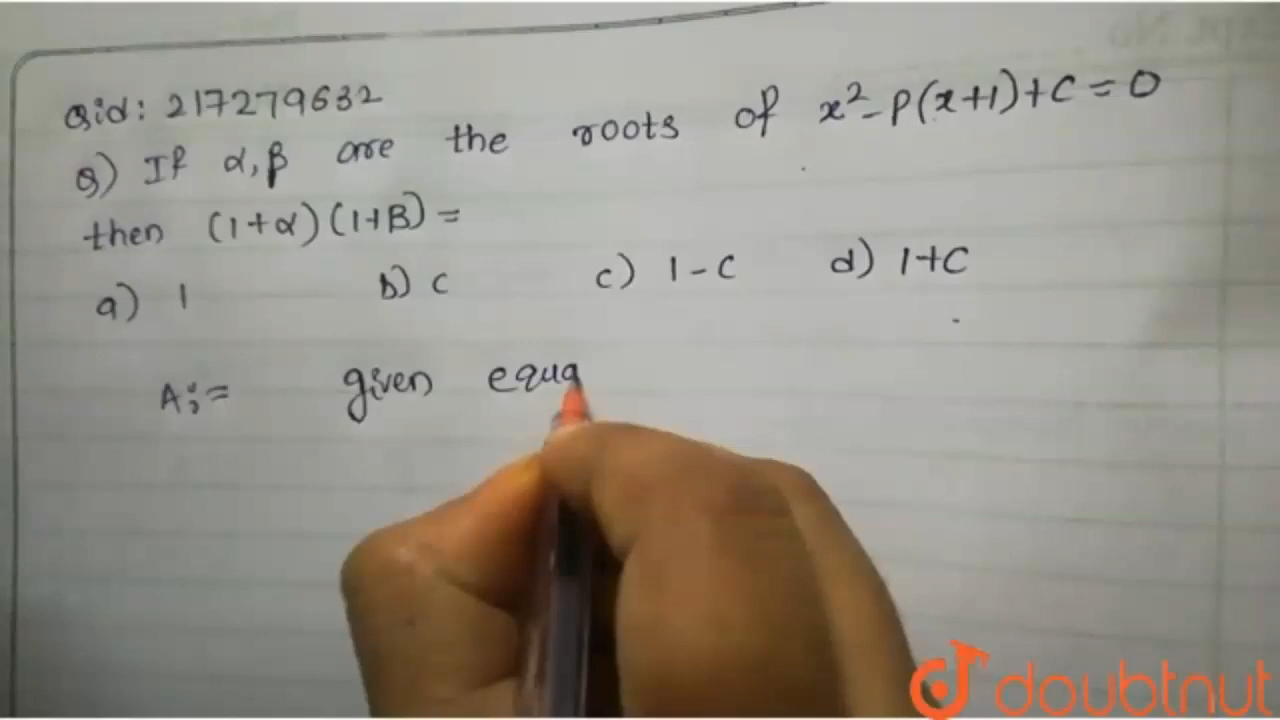 Qid: 217279632
Q) If α, β are the roots of x²-P(x+1)+C=0
then (1+α)(1+β)=
a) 1 b) C c) 1-C d) 1+C
A:= given equa
doubtnut